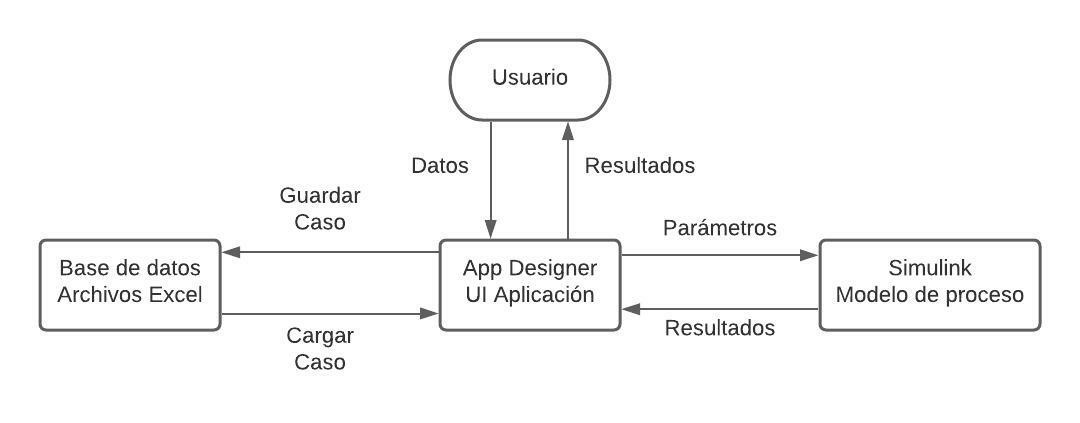 Usuario
Datos
Resultados
Guardar
Caso
Parámetros
Base de datos
Archivos Excel
App Designer
UI Aplicación
Simulink
Modelo de proceso
Cargar
Caso
Resultados